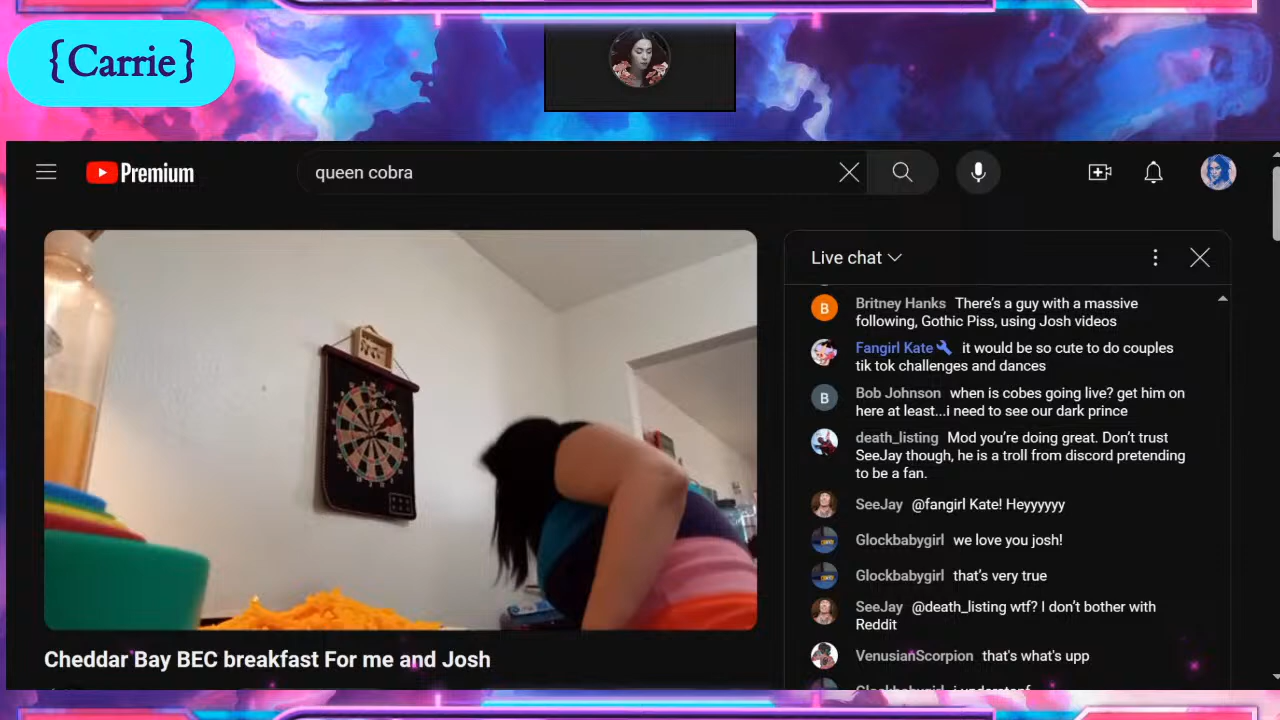 {Carrie}
Premium
queen cobra
Live chat
Britney Hanks There's a guy with a massive
following, Gothic Piss, using Josh videos
Fangirl Kate it would be so cute to do couples
tik tok challenges and dances
Bob Johnson when is cobes going live? get him on
here at least...i need to see our dark prince
death_listing Mod you're doing great. Don't trust
SeeJay though, he is a troll from discord pretending
to be a fan.
SeeJay @fangirl Kate! Heyyyyyy
Glockbabygirl we love you josh!
Glockbabygirl that's very true
SeeJay @death_listing wtf? I don't bother with
Reddit
VenusianScorpion that's what's upp
Cheddar Bay BEC breakfast For me and Josh